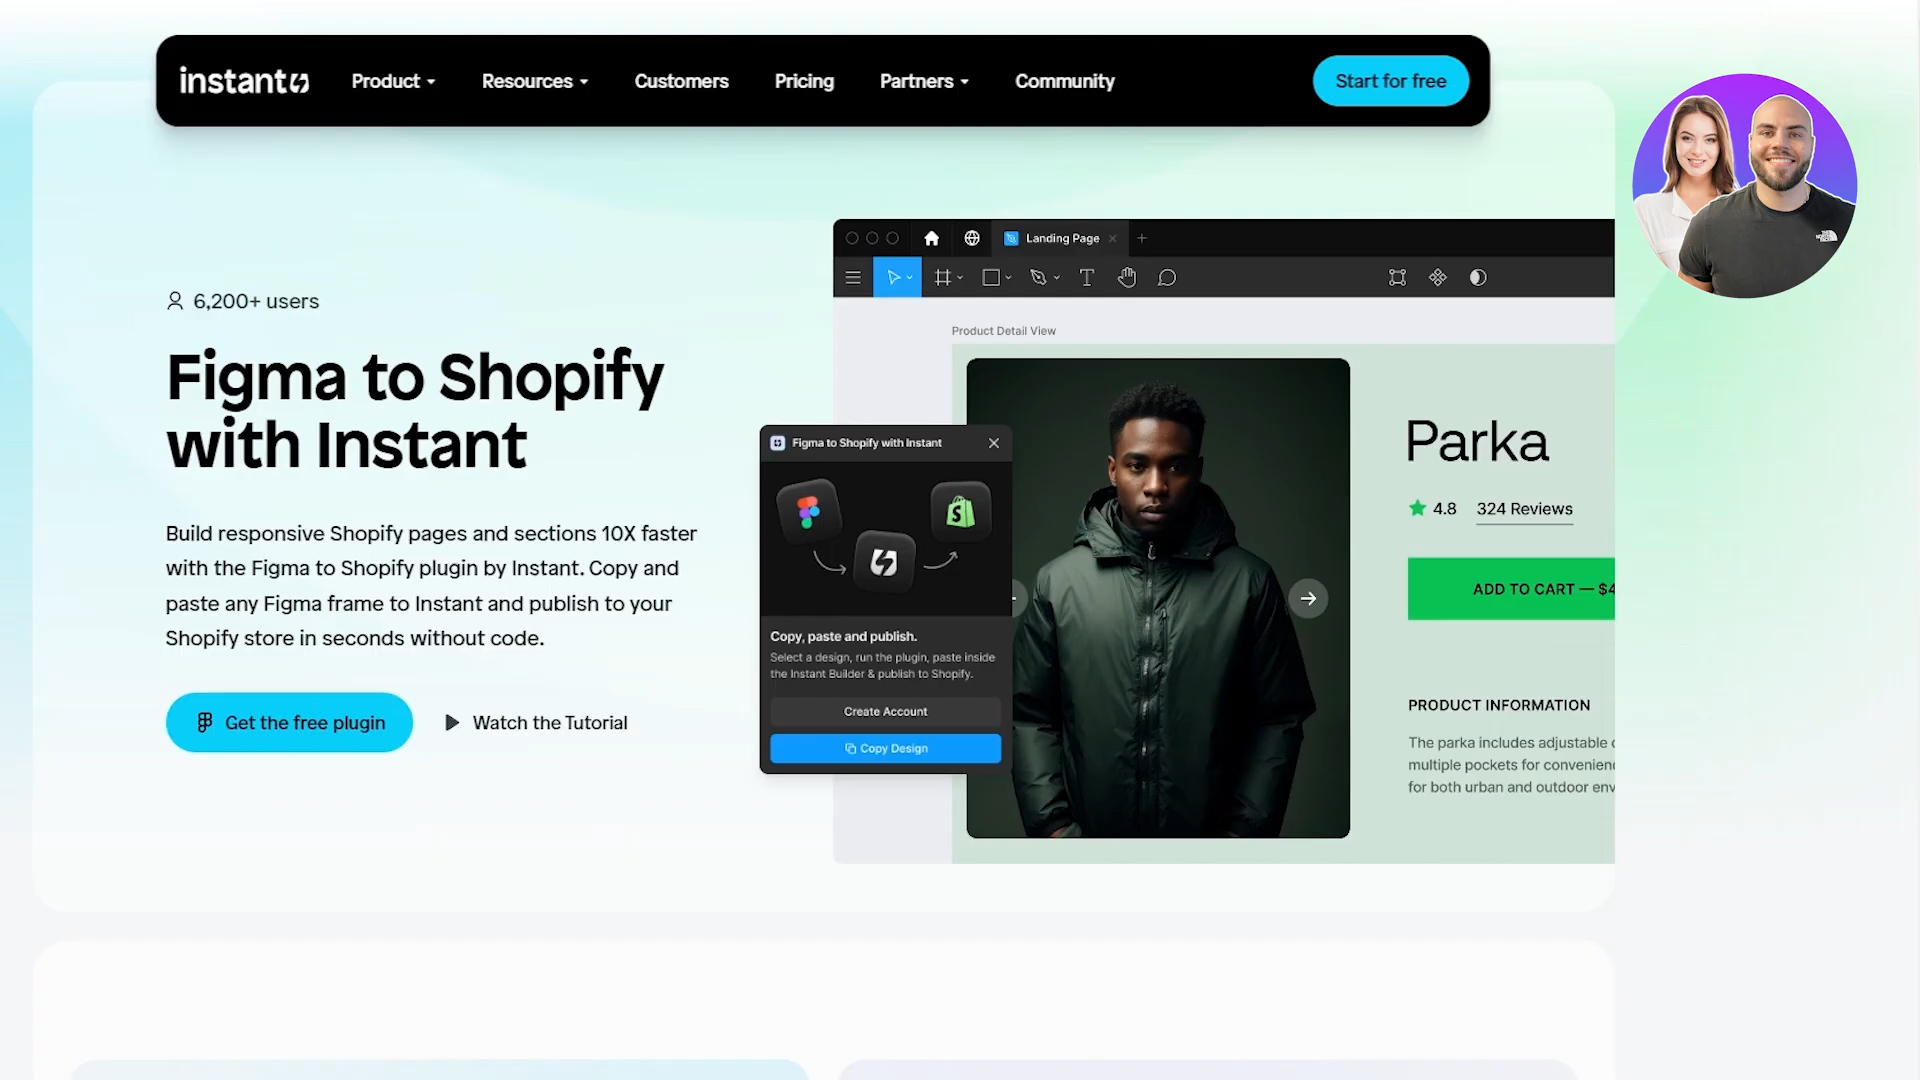 instant
Product
Resources
Customers
Pricing
Partners
Community
Start for free
6,200+ users
Figma to Shopify
with Instant
Build responsive Shopify pages and sections 10X faster
with the Figma to Shopify plugin by Instant. Copy and
paste any Figma frame to Instant and publish to your
Shopify store in seconds without code.
Get the free plugin
Watch the Tutorial
Landing Page
Product Detail View
Figma to Shopify with Instant
Copy, paste and publish.
Select a design, run the plugin, paste inside
the Instant Builder & publish to Shopify.
Create Account
Copy Design
Parka
4.8 324 Reviews
ADD TO CART — $4
PRODUCT INFORMATION
The parka includes adjustable
multiple pockets for
for both urban and outdoor
THE
NORTH
FACE